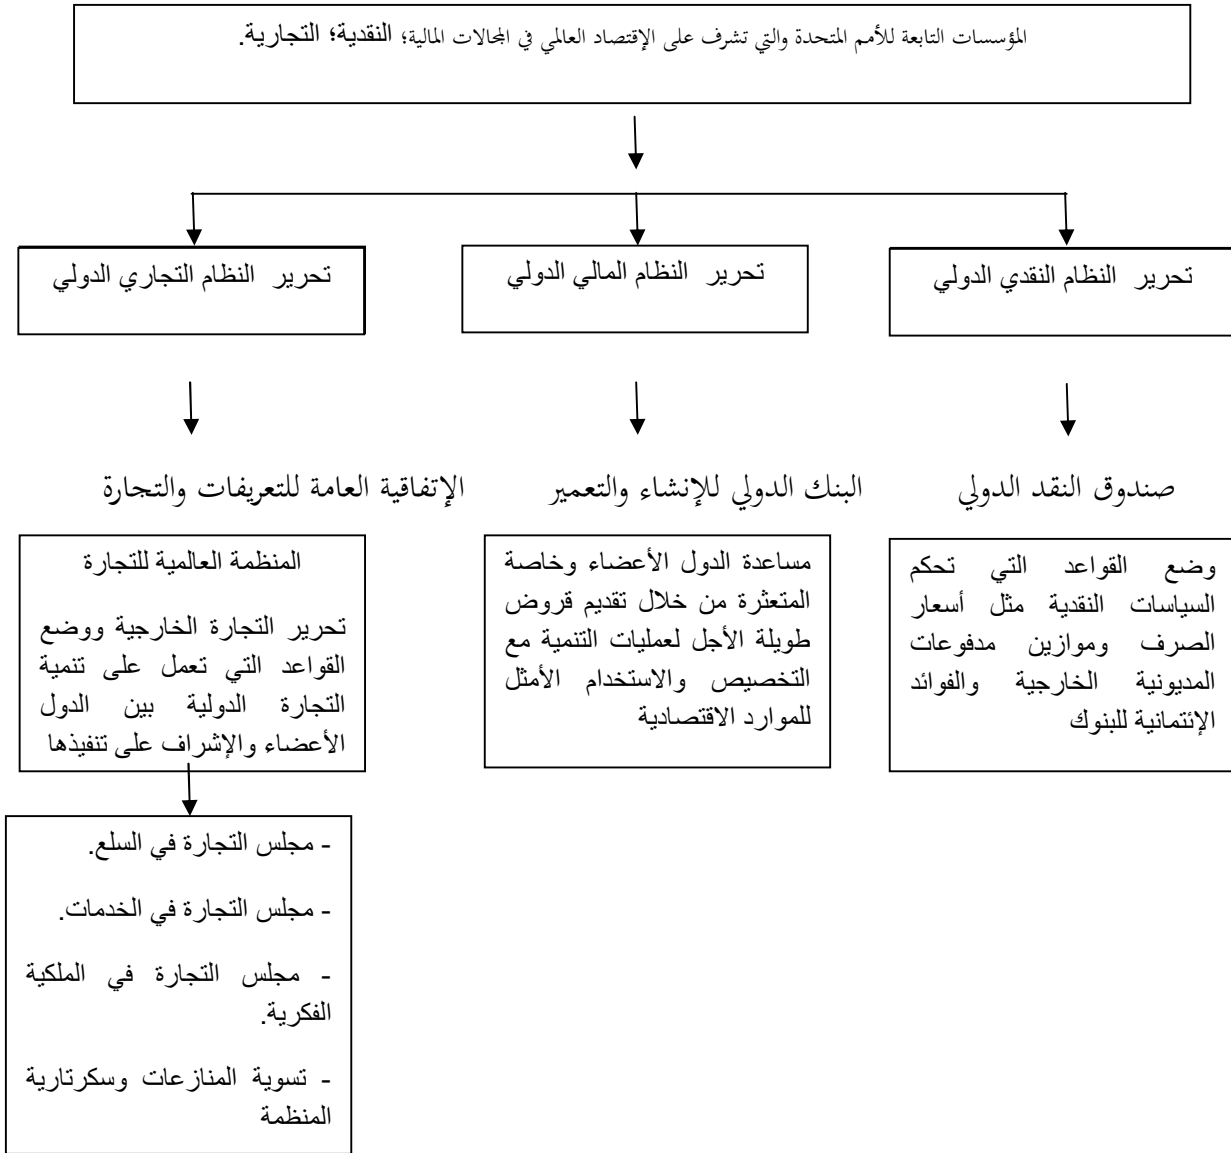 المؤسسات التابعة للأمم المتحدة والتي تشرف على الإقتصاد العالمي في المجالات المالية؛ النقدية؛ التجارية.
تحرير النظام النقدي الدولي
تحرير النظام المالي الدولي
تحرير النظام التجاري الدولي
صندوق النقد الدولي
البنك الدولي للإنشاء والتعمير
الإتفاقية العامة للتعريفات والتجارة
وضع القواعد التي تحكم
السياسات النقدية مثل أسعار
الصرف وموازين مدفوعات
المديونية الخارجية والفوائد
الإئتمانية للبنوك
مساعدة الدول الأعضاء وخاصة
المتعثرة من خلال تقديم قروض
طويلة الأجل لعمليات التنمية مع
التخصيص والاستخدام الأمثل
للموارد الاقتصادية
المنظمة العالمية للتجارة
تحرير التجارة الخارجية ووضع
القواعد التي تعمل على تنمية
التجارة الدولية بين الدول
الأعضاء والإشراف على تنفيذها
- مجلس التجارة في السلع.
- مجلس التجارة في الخدمات.
- مجلس التجارة في الملكية
الفكرية.
- تسوية المنازعات وسكرتارية
المنظمة